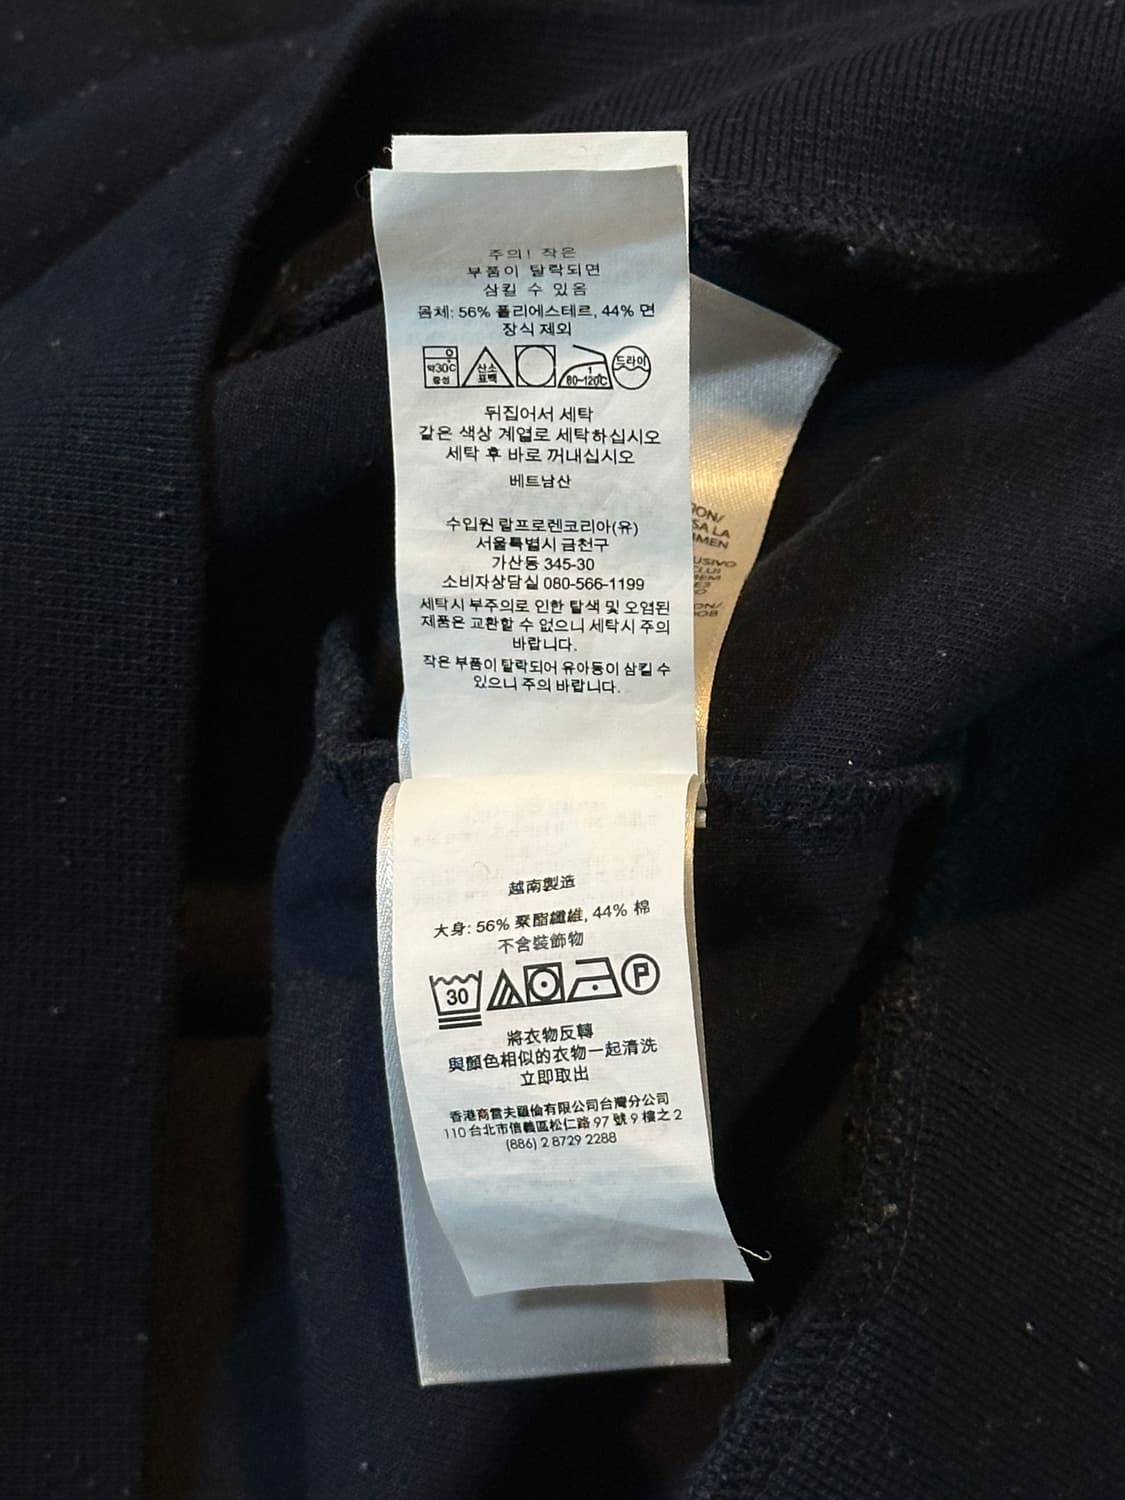 주의! 작은
부품이 탈락되면
삼킬 수 있음
몸체: 56% 폴리에스테르, 44% 면
장식 제외
약30℃
중성
산소
표백
1
80~120℃
드라이
뒤집어서 세탁
같은 색상 계열로 세탁하십시오
세탁 후 바로 꺼내십시오
베트남산
수입원 랄프로렌코리아(유)
서울특별시 금천구
가산동 345-30
소비자상담실 080-566-1199
세탁시 부주의로 인한 탈색 및 오염된
제품은 교환할 수 없으니 세탁시 주의
바랍니다.
작은 부품이 탈락되어 유아동이 삼킬 수
있으니 주의 바랍니다.
SA LA
越南製造
大身: 56% 聚酯纖維, 44% 棉
不含裝飾物
30
P
將衣物反轉
與顏色相似的衣物一起清洗
立即取出
香港商雷夫羅倫有限公司台灣分公司
110 台北市信義區松仁路 97 號 9 樓之 2
(886) 2 8729 2288